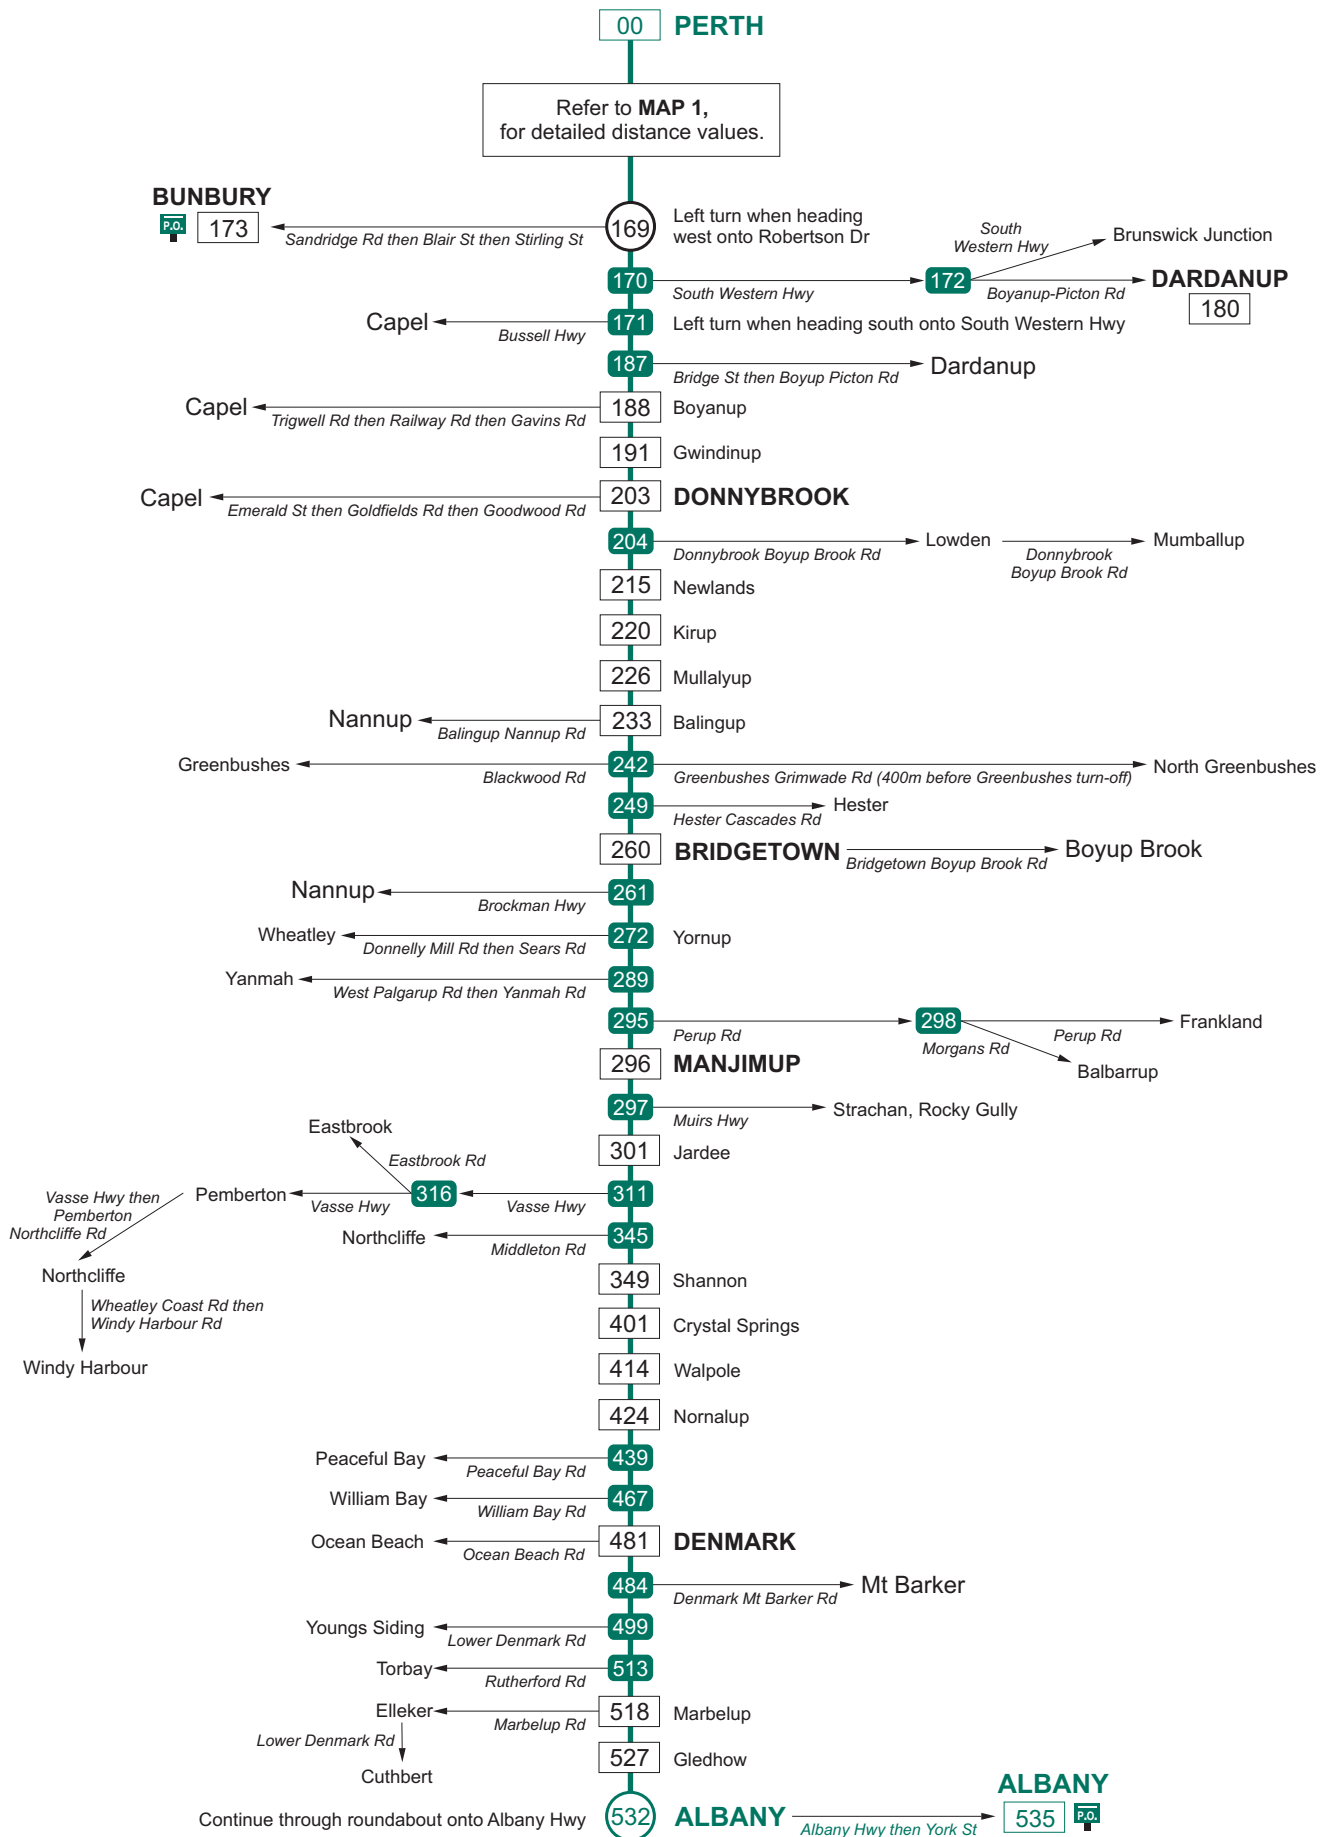 00 PERTH
Refer to MAP 1,
for detailed distance values.
BUNBURY
P.O. 173
Sandridge Rd then Blair St then Stirling St
169
Left turn when heading
west onto Robertson Dr
170
South Western Hwy
172
South
Western Hwy
Brunswick Junction
Boyanup-Picton Rd
DARDANUP
180
Capel
Bussell Hwy
171
Left turn when heading south onto South Western Hwy
187
Bridge St then Boyup Picton Rd
Dardanup
Capel
Trigwell Rd then Railway Rd then Gavins Rd
188 Boyanup
191 Gwindinup
Capel
Emerald St then Goldfields Rd then Goodwood Rd
203 DONNYBROOK
204
Donnybrook Boyup Brook Rd
Lowden
Donnybrook
Boyup Brook Rd
Mumballup
215 Newlands
220 Kirup
226 Mullalyup
Nannup
Balingup Nannup Rd
233 Balingup
Greenbushes
Blackwood Rd
242
Greenbushes Grimwade Rd (400m before Greenbushes turn-off)
North Greenbushes
249
Hester Cascades Rd
Hester
260 BRIDGETOWN
Bridgetown Boyup Brook Rd
Boyup Brook
Nannup
Brockman Hwy
261
Wheatley
Donnelly Mill Rd then Sears Rd
272 Yornup
Yanmah
West Palgarup Rd then Yanmah Rd
289
295
Perup Rd
298
Perup Rd
Frankland
Morgans Rd
Balbarrup
296 MANJIMUP
297
Muirs Hwy
Strachan, Rocky Gully
301 Jardee
Eastbrook
Eastbrook Rd
311
Vasse Hwy
316
Vasse Hwy
Pemberton
Vasse Hwy then
Pemberton
Northcliffe Rd
Northcliffe
Wheatley Coast Rd then
Windy Harbour Rd
Windy Harbour
Northcliffe
Middleton Rd
345
349 Shannon
401 Crystal Springs
414 Walpole
424 Nornalup
Peaceful Bay
Peaceful Bay Rd
439
William Bay
William Bay Rd
467
Ocean Beach
Ocean Beach Rd
481 DENMARK
484
Denmark Mt Barker Rd
Mt Barker
Youngs Siding
Lower Denmark Rd
499
Torbay
Rutherford Rd
513
Elleker
Marbelup Rd
518 Marbelup
Lower Denmark Rd
Cuthbert
527 Gledhow
Continue through roundabout onto Albany Hwy
532 ALBANY
Albany Hwy then York St
ALBANY
535 P.O.